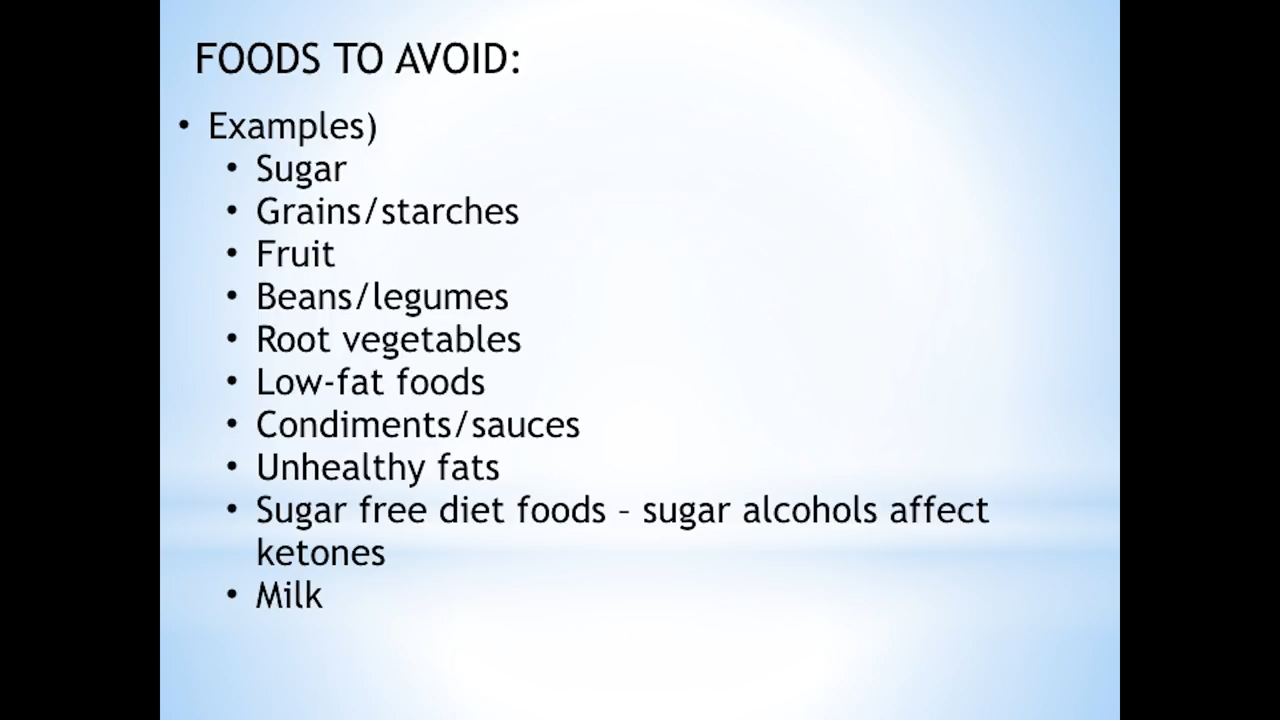 FOODS TO AVOID:
• Examples)
• Sugar
• Grains/starches
• Fruit
• Beans/legumes
• Root vegetables
• Low-fat foods
• Condiments/sauces
• Unhealthy fats
• Sugar free diet foods – sugar alcohols affect
ketones
• Milk